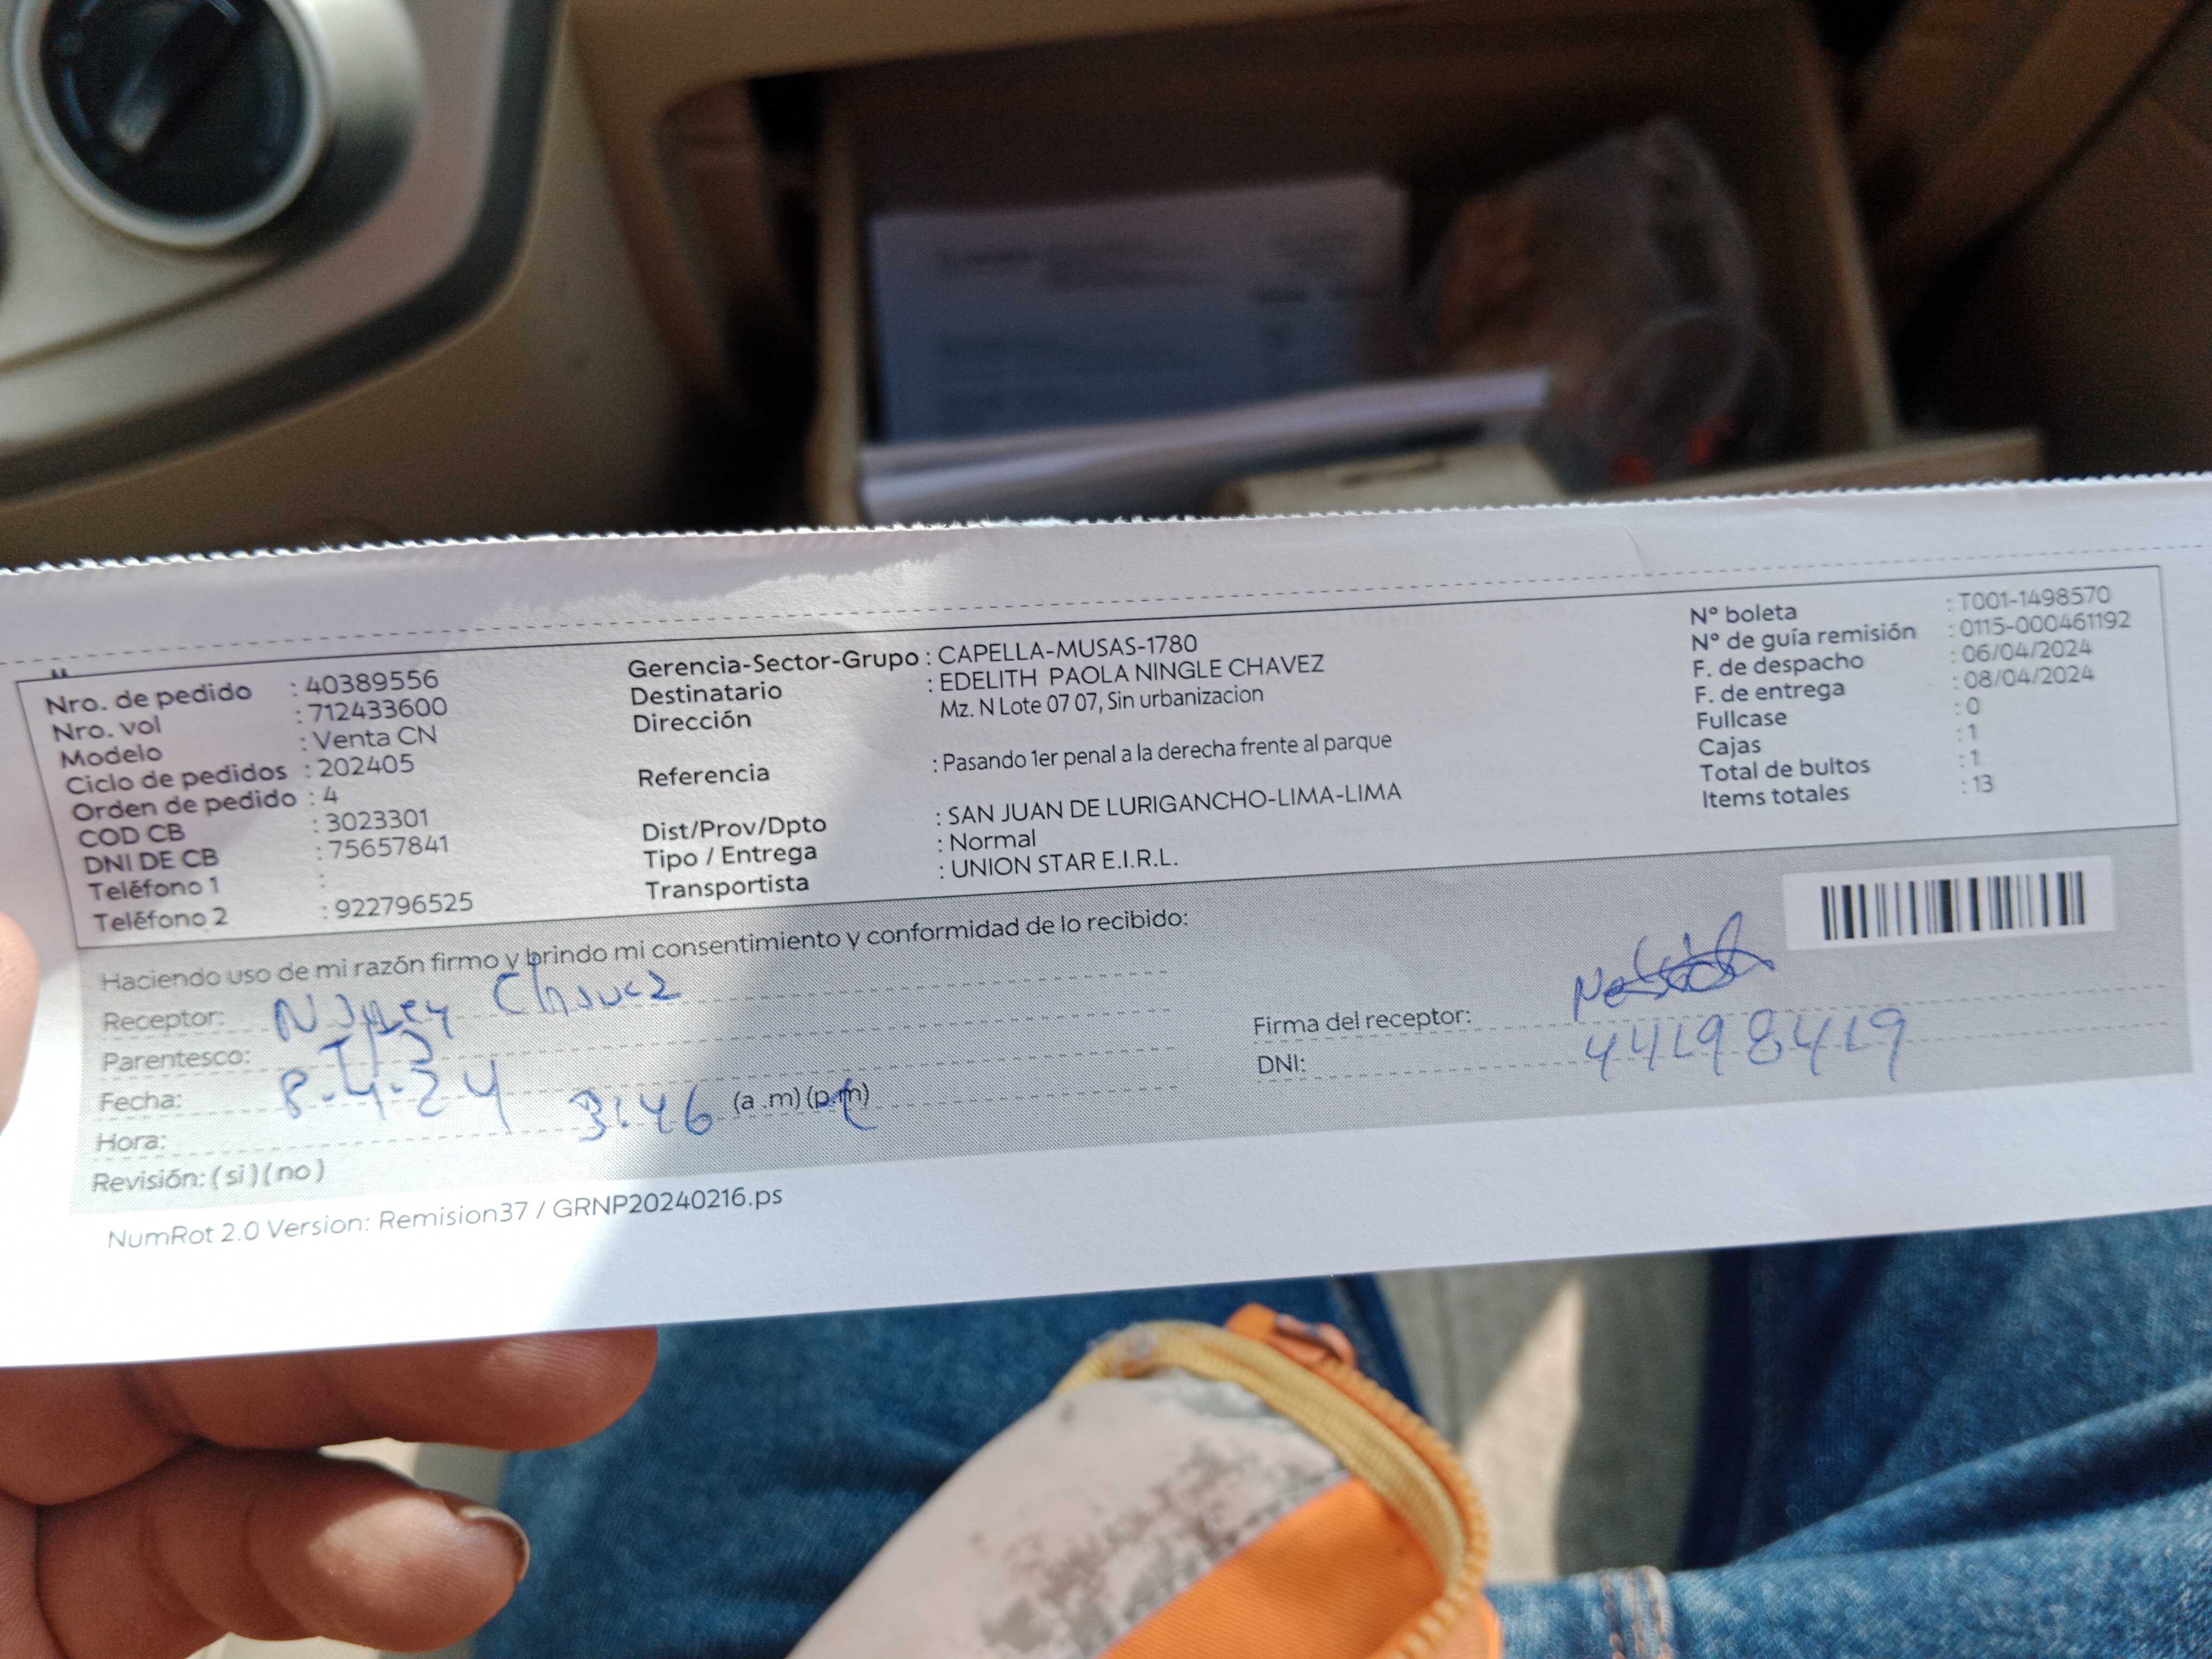 Nro. de pedido : 40389556
Nro. vol : 712433600
Modelo : Venta CN
Ciclo de pedidos : 202405
Orden de pedido : 4
COD CB : 3023301
DNI DE CB : 75657841
Teléfono 1 :
Teléfono 2 : 922796525
Gerencia-Sector-Grupo : CAPELLA-MUSAS-1780
Destinatario : EDELITH PAOLA NINGLE CHAVEZ
Dirección Mz. N Lote 07 07, Sin urbanizacion
Referencia : Pasando 1er penal a la derecha frente al parque
Dist/Prov/Dpto : SAN JUAN DE LURIGANCHO-LIMA-LIMA
Tipo / Entrega : Normal
Transportista : UNION STAR E.I.R.L.
N° boleta : T001-1498570
N° de guía remisión : 0115-000461192
F. de despacho : 06/04/2024
F. de entrega : 08/04/2024
Fullcase : 0
Cajas : 1
Total de bultos : 1
Items totales : 13
Haciendo uso de mi razón firmo y brindo mi consentimiento y conformidad de lo recibido:
Receptor: Chavez
Parentesco:
Fecha: 8.4.24
Hora: 3:46 (a .m) (p.m)
Revisión: ( si ) ( no )
Firma del receptor:
DNI: 44198419
NumRot 2.0 Version: Remision37 / GRNP20240216.ps